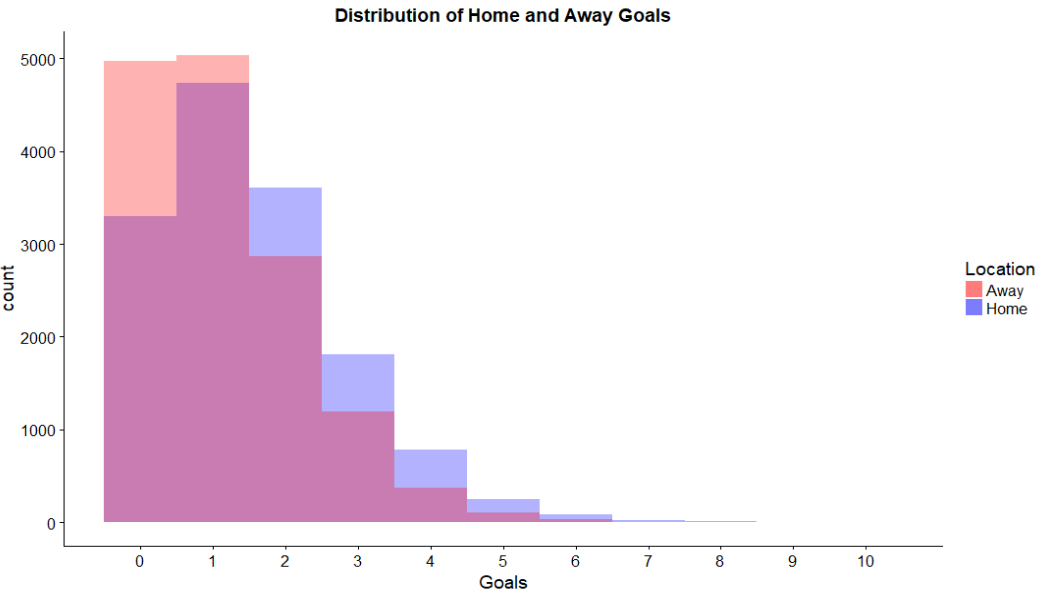 Distribution of Home and Away Goals
5000
4000
3000
2000
1000
0
count
0 1 2 3 4 5 6 7 8 9 10
Goals
Location
Away
Home